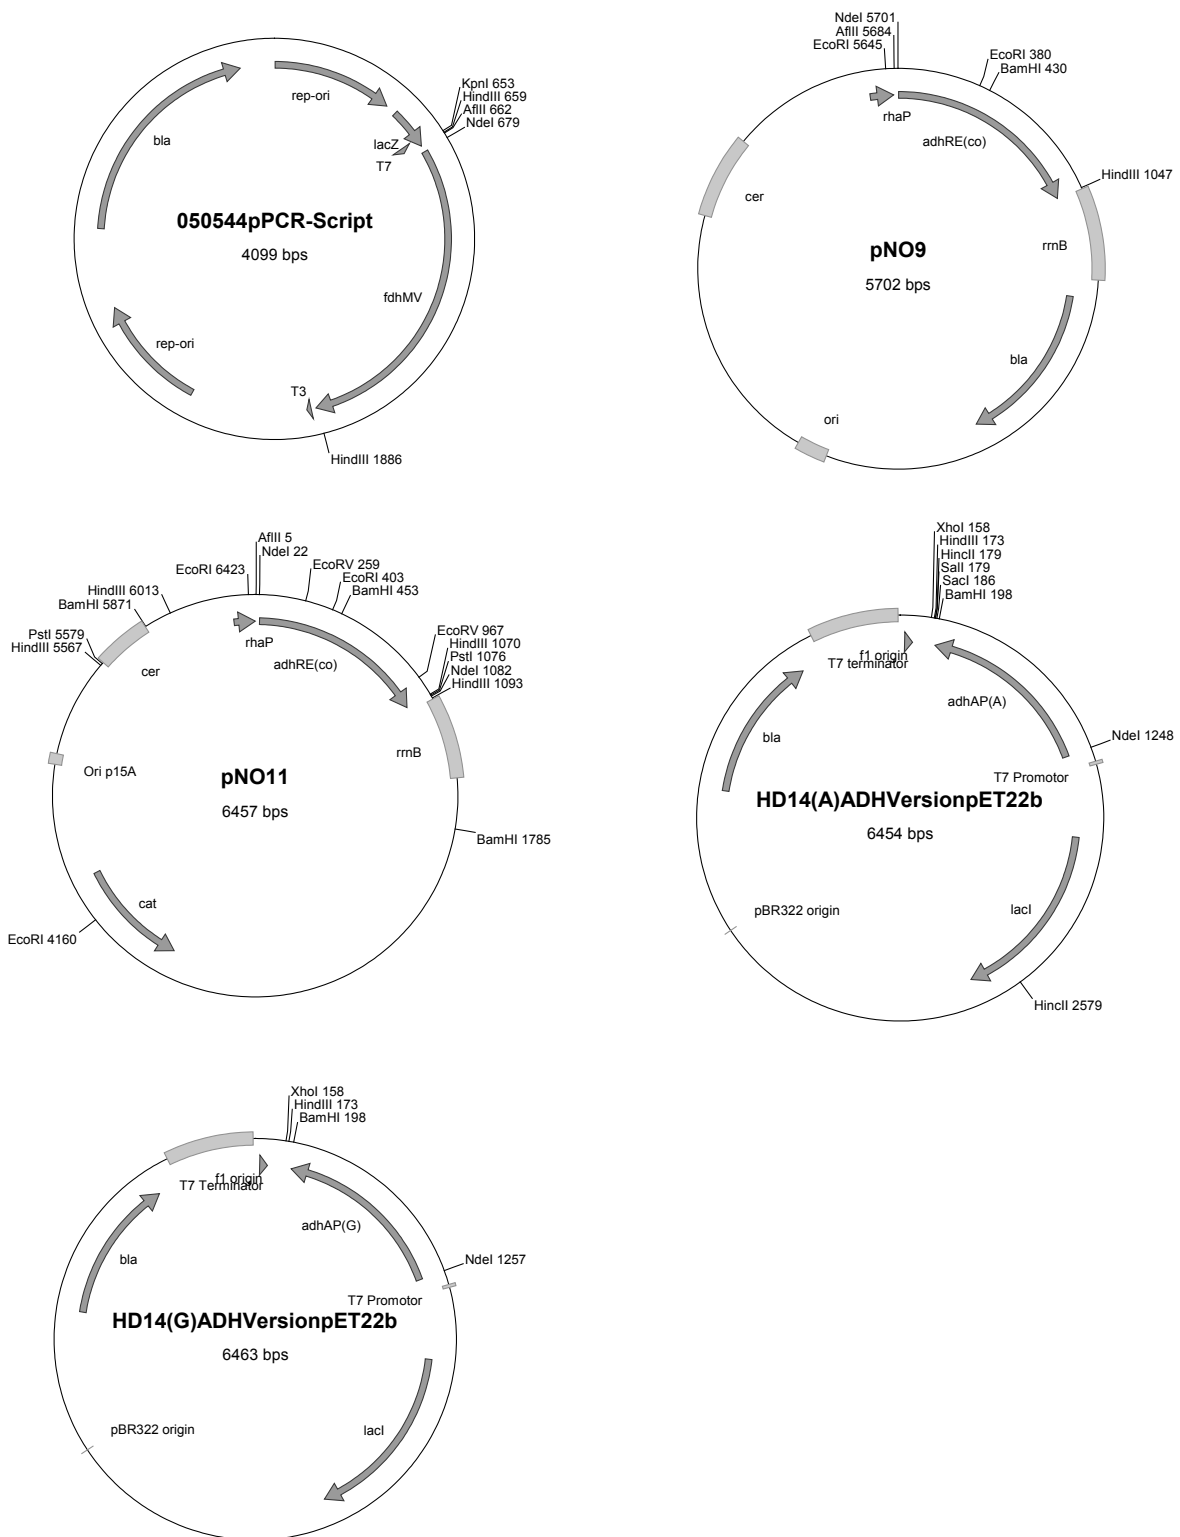 KpnI 653
HindIII 659
AflII 662
NdeI 679
rep-ori
bla
lacZ
T7
050544pPCR-Script
4099 bps
fdhMV
rep-ori
T3
HindIII 1886
NdeI 5701
AflII 5684
EcoRI 5645
EcoRI 380
BamHI 430
rhaP
adhRE(co)
HindIII 1047
cer
rrnB
pNO9
5702 bps
bla
ori
AflII 5
NdeI 22
EcoRI 6423
EcoRV 259
EcoRI 403
BamHI 453
HindIII 6013
BamHI 5871
PstI 5579
HindIII 5567
EcoRV 967
HindIII 1070
PstI 1076
NdeI 1082
HindIII 1093
rhaP
adhRE(co)
cer
rrnB
Ori p15A
pNO11
6457 bps
BamHI 1785
cat
EcoRI 4160
XhoI 158
HindIII 173
HincII 179
SalI 179
SacI 186
BamHI 198
f1 origin
T7 terminator
adhAP(A)
bla
NdeI 1248
T7 Promotor
HD14(A)ADHVersionpET22b
6454 bps
pBR322 origin
lacI
HincII 2579
XhoI 158
HindIII 173
BamHI 198
f1 origin
T7 Terminator
adhAP(G)
bla
NdeI 1257
T7 Promotor
HD14(G)ADHVersionpET22b
6463 bps
pBR322 origin
lacI